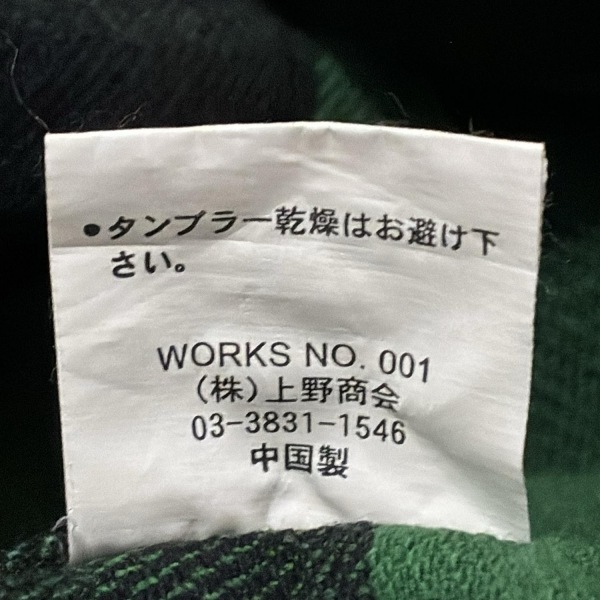 ●タンブラー乾燥はお避け下
さい。
WORKS NO. 001
(株)上野商会
03-3831-1546
中国製